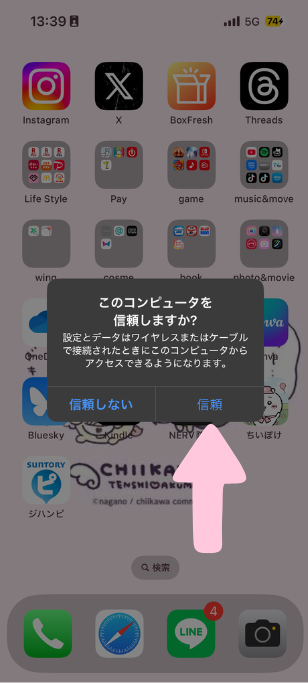 13:39
5G
74
Instagram
X
BoxFresh
Threads
Life Style
Pay
game
music&move
wing
cosme
book
photo&movie
このコンピュータを
信頼しますか?
設定とデータはワイヤレスまたはケーブル
で接続されたときにこのコンピュータから
アクセスできるようになります。
信頼しない
信頼
Bluesky
Kindle
NERV
ちいぽけ
SUNTORY
ジハンピ
CHIIKAWA
©nagano / chiikawa comm
検索
LINE
4